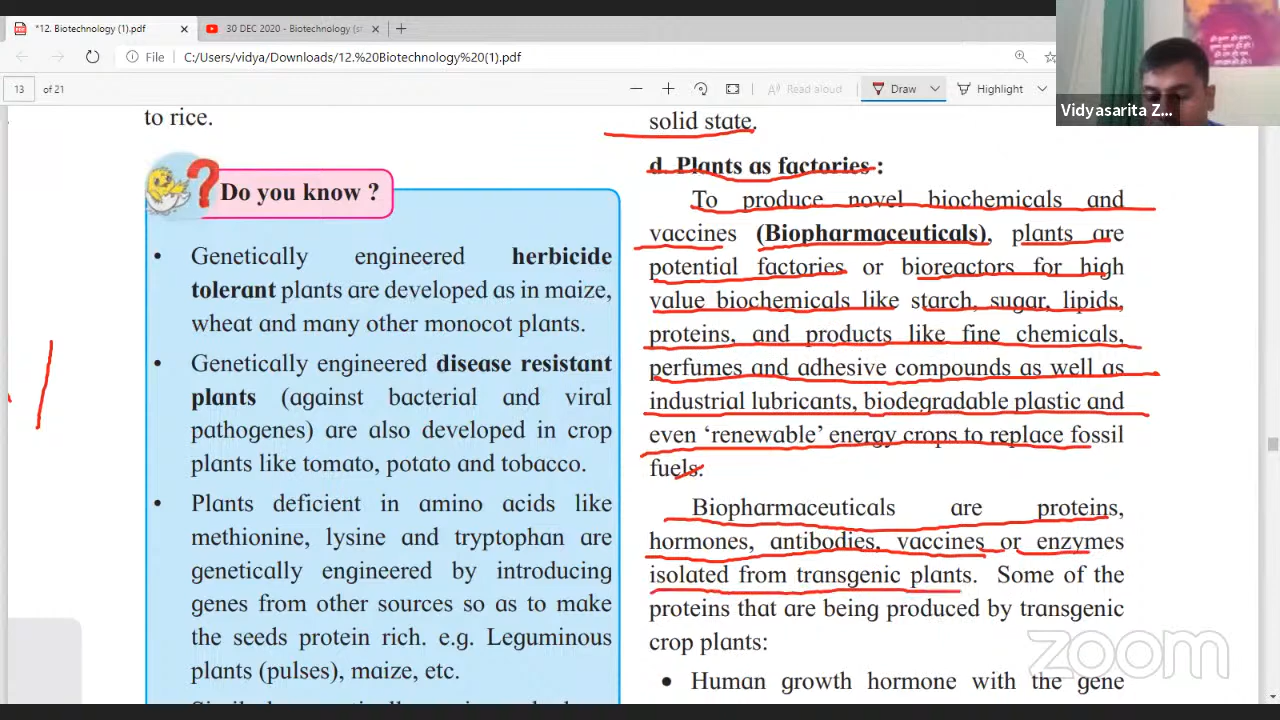 *12. Biotechnology (1).pdf
30 DEC 2020 - Biotechnology (s
File
C:/Users/vidya/Downloads/12.%20Biotechnology%20(1).pdf
13
of 21
Read aloud
Draw
Highlight
Vidyasarita Z...
to rice.
Do you know ?
• Genetically engineered herbicide
tolerant plants are developed as in maize,
wheat and many other monocot plants.
• Genetically engineered disease resistant
plants (against bacterial and viral
pathogenes) are also developed in crop
plants like tomato, potato and tobacco.
• Plants deficient in amino acids like
methionine, lysine and tryptophan are
genetically engineered by introducing
genes from other sources so as to make
the seeds protein rich. e.g. Leguminous
plants (pulses), maize, etc.
solid state.
d. Plants as factories :
To produce novel biochemicals and
vaccines (Biopharmaceuticals), plants are
potential factories or bioreactors for high
value biochemicals like starch, sugar, lipids,
proteins, and products like fine chemicals,
perfumes and adhesive compounds as well as
industrial lubricants, biodegradable plastic and
even ‘renewable’ energy crops to replace fossil
fuels.
Biopharmaceuticals are proteins,
hormones, antibodies, vaccines or enzymes
isolated from transgenic plants. Some of the
proteins that are being produced by transgenic
crop plants:
• Human growth hormone with the gene
zoom